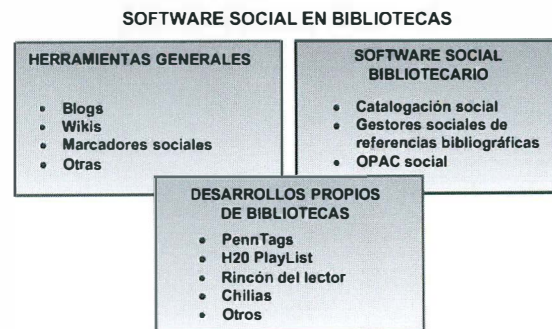 SOFTWARE SOCIAL EN BIBLIOTECAS
HERRAMIENTAS GENERALES
• Blogs
• Wikis
• Marcadores sociales
• Otras
SOFTWARE SOCIAL
BIBLIOTECARIO
• Catalogación social
• Gestores sociales de
referencias bibliográficas
• OPAC social
DESARROLLOS PROPIOS
DE BIBLIOTECAS
• PennTags
• H20 PlayList
• Rincón del lector
• Chilias
• Otros